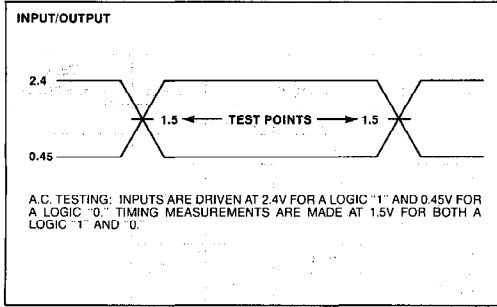 INPUT/OUTPUT
2.4
1.5 TEST POINTS 1.5
0.45
A.C. TESTING: INPUTS ARE DRIVEN AT 2.4V FOR A LOGIC "1" AND 0.45V FOR
A LOGIC "0." TIMING MEASUREMENTS ARE MADE AT 1.5V FOR BOTH A
LOGIC "1" AND "0."